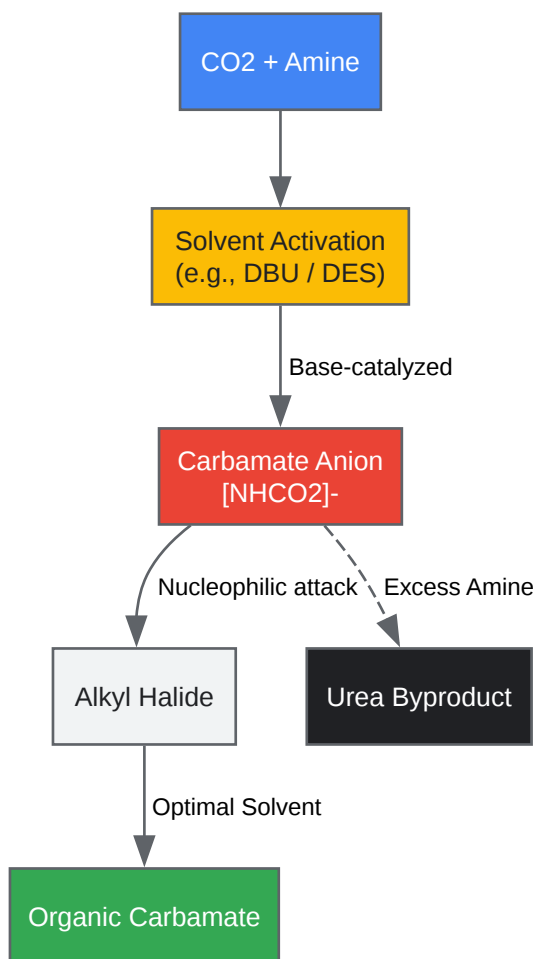 CO2 + Amine
Solvent Activation
(e.g., DBU / DES)
Base-catalyzed
Carbamate Anion
[NHCO2]-
Nucleophilic attack
Excess Amine
Alkyl Halide
Urea Byproduct
Optimal Solvent
Organic Carbamate